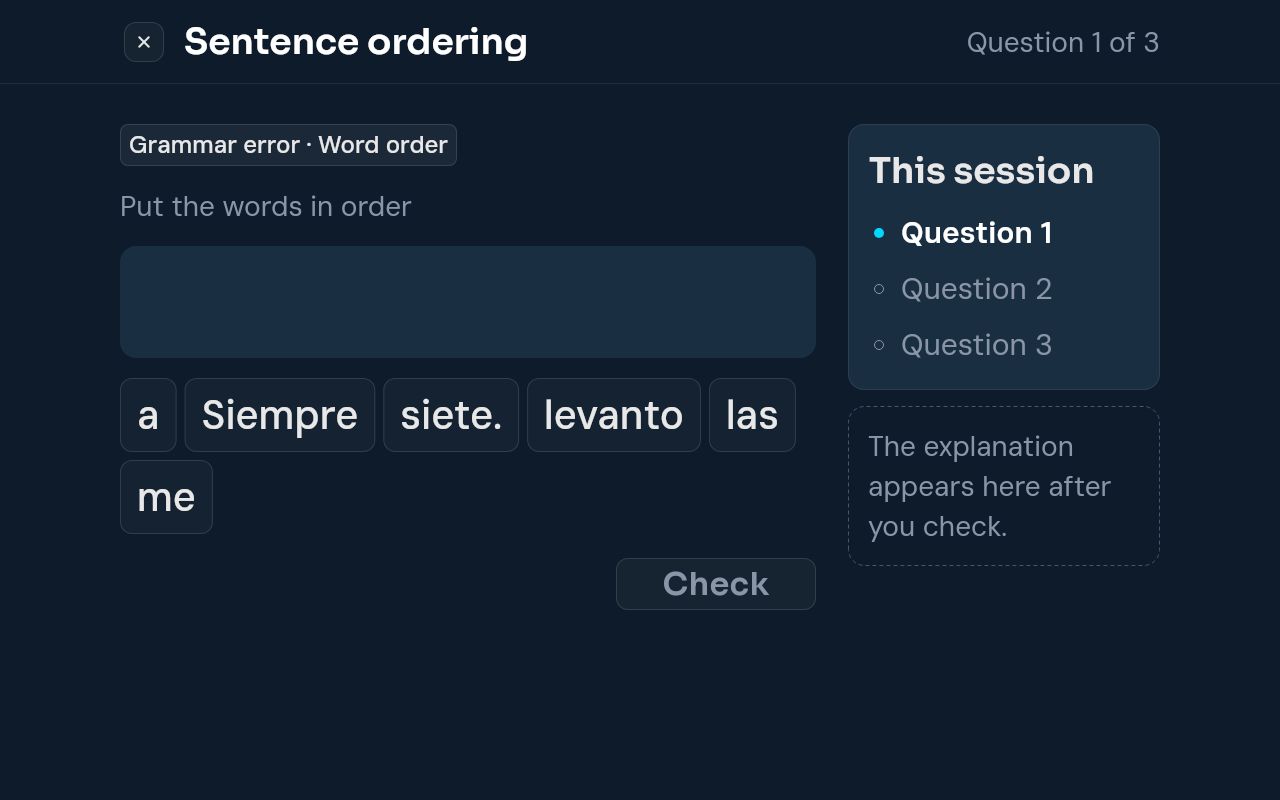 ×
Sentence ordering
Question 1 of 3
Grammar error · Word order
Put the words in order
a Siempre siete. levanto las
me
Check
This session
Question 1
Question 2
Question 3
The explanation
appears here after
you check.